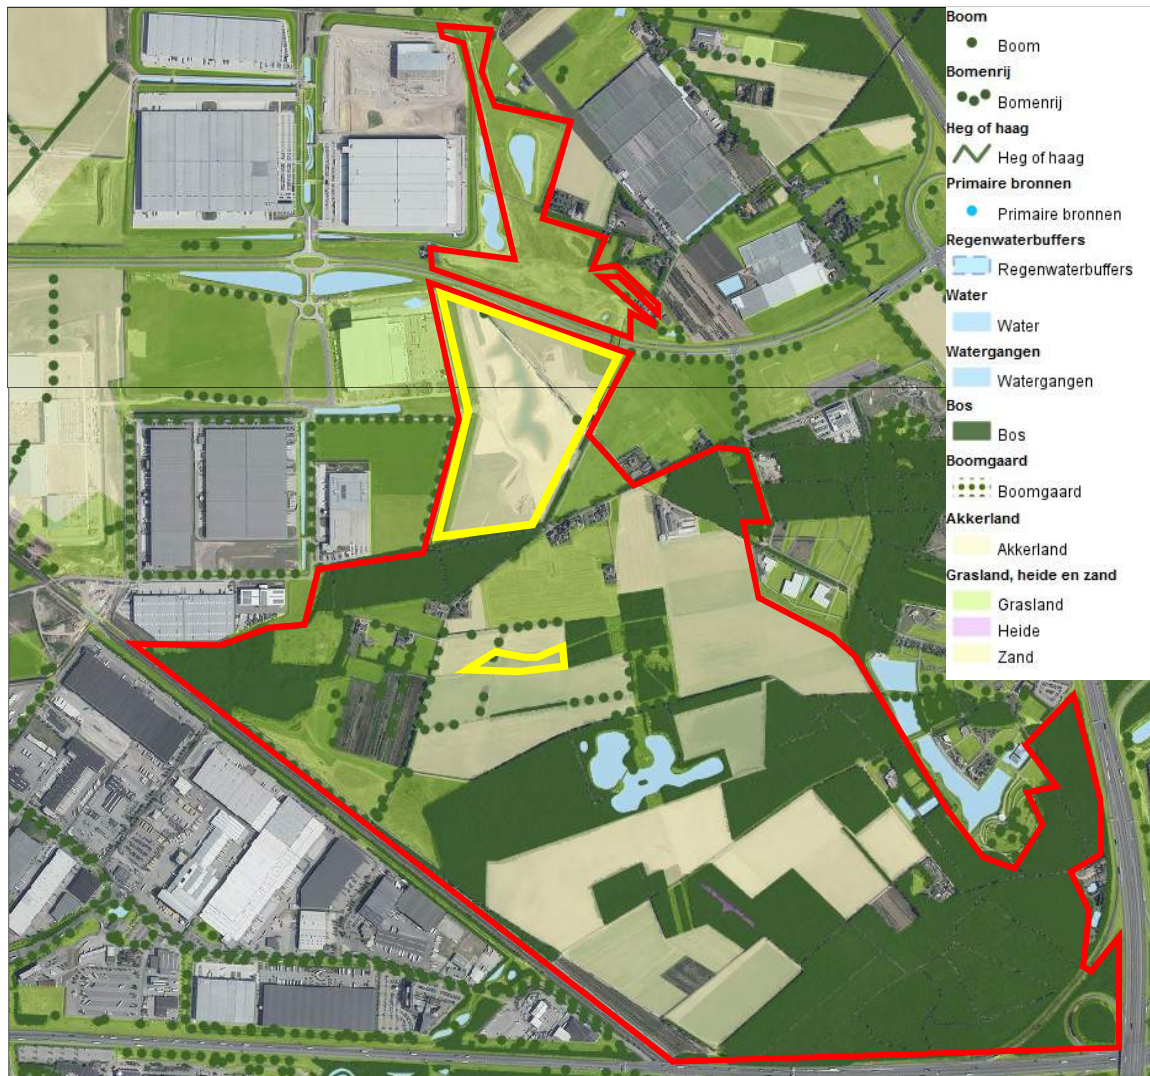 Boom
Boom
Bomenrij
Bomenrij
Heg of haag
Heg of haag
Primaire bronnen
Primaire bronnen
Regenwaterbuffers
Regenwaterbuffers
Water
Water
Watergangen
Watergangen
Bos
Bos
Boomgaard
Boomgaard
Akkerland
Akkerland
Grasland, heide en zand
Grasland
Heide
Zand